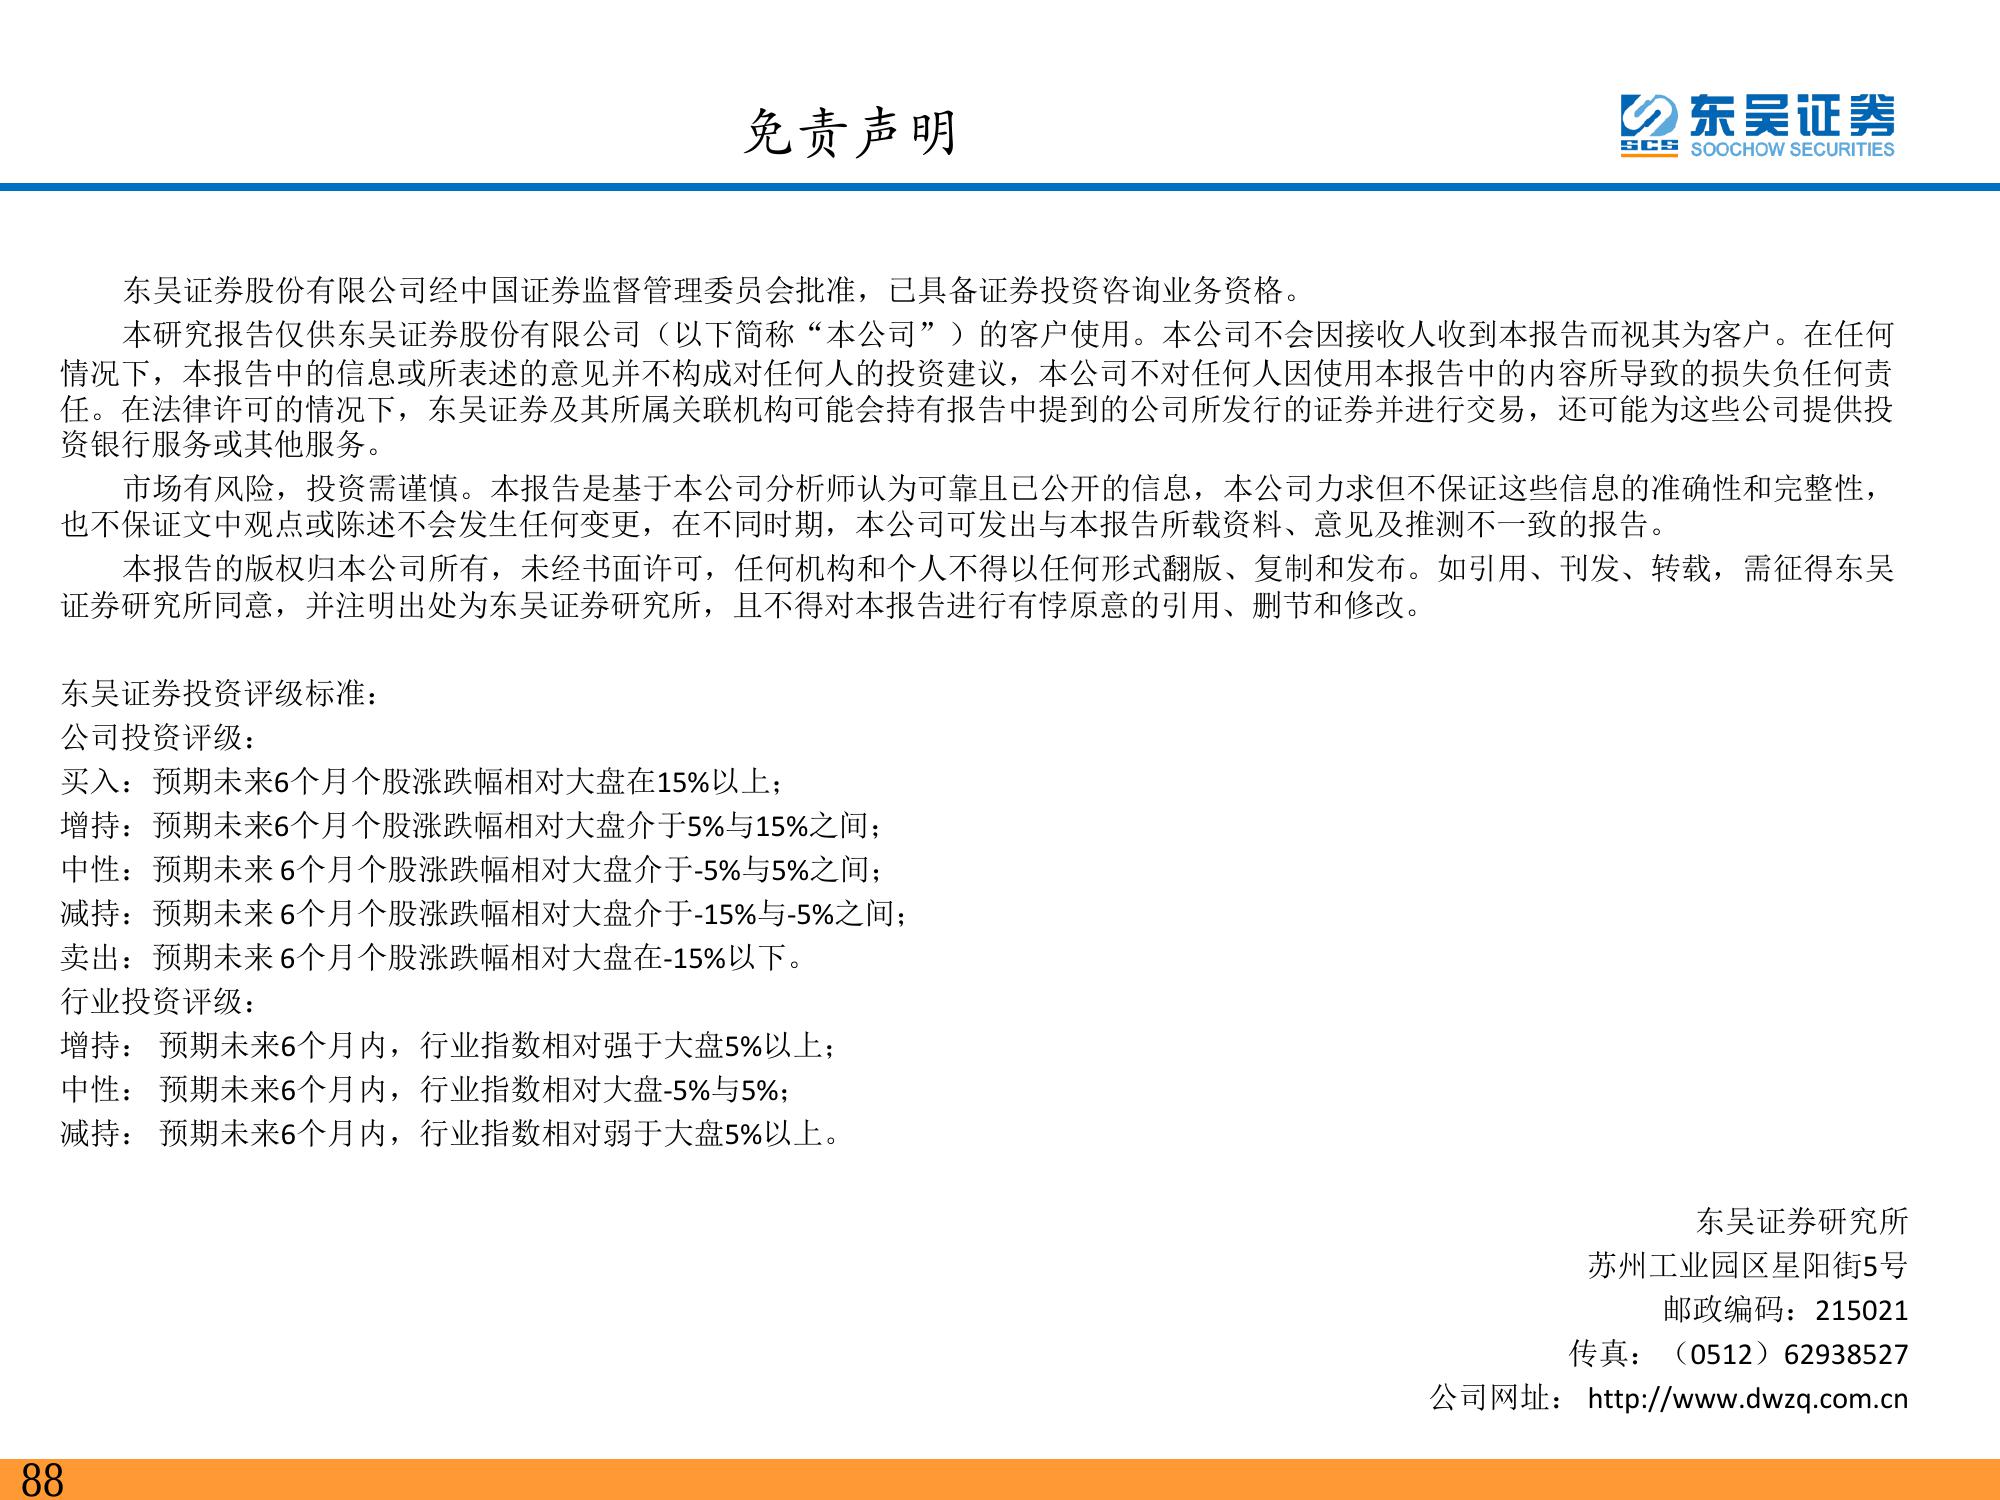 免责声明
东吴证券
SCS
SOOCHOW SECURITIES
东吴证券股份有限公司经中国证券监督管理委员会批准，已具备证券投资咨询业务资格。
本研究报告仅供东吴证券股份有限公司（以下简称“本公司”）的客户使用。本公司不会因接收人收到本报告而视其为客户。在任何
情况下，本报告中的信息或所表述的意见并不构成对任何人的投资建议，本公司不对任何人因使用本报告中的内容所导致的损失负任何责
任。在法律许可的情况下，东吴证券及其所属关联机构可能会持有报告中提到的公司所发行的证券并进行交易，还可能为这些公司提供投
资银行服务或其他服务。
市场有风险，投资需谨慎。本报告是基于本公司分析师认为可靠且已公开的信息，本公司力求但不保证这些信息的准确性和完整性，
也不保证文中观点或陈述不会发生任何变更，在不同时期，本公司可发出与本报告所载资料、意见及推测不一致的报告。
本报告的版权归本公司所有，未经书面许可，任何机构和个人不得以任何形式翻版、复制和发布。如引用、刊发、转载，需征得东吴
证券研究所同意，并注明出处为东吴证券研究所，且不得对本报告进行有悖原意的引用、删节和修改。
东吴证券投资评级标准：
公司投资评级：
买入：预期未来6个月个股涨跌幅相对大盘在15%以上；
增持：预期未来6个月个股涨跌幅相对大盘介于5%与15%之间；
中性：预期未来 6个月个股涨跌幅相对大盘介于-5%与5%之间；
减持：预期未来 6个月个股涨跌幅相对大盘介于-15%与-5%之间；
卖出：预期未来 6个月个股涨跌幅相对大盘在-15%以下。
行业投资评级：
增持： 预期未来6个月内，行业指数相对强于大盘5%以上；
中性： 预期未来6个月内，行业指数相对大盘-5%与5%；
减持： 预期未来6个月内，行业指数相对弱于大盘5%以上。
东吴证券研究所
苏州工业园区星阳街5号
邮政编码：215021
传真：（0512）62938527
公司网址： http://www.dwzq.com.cn
88